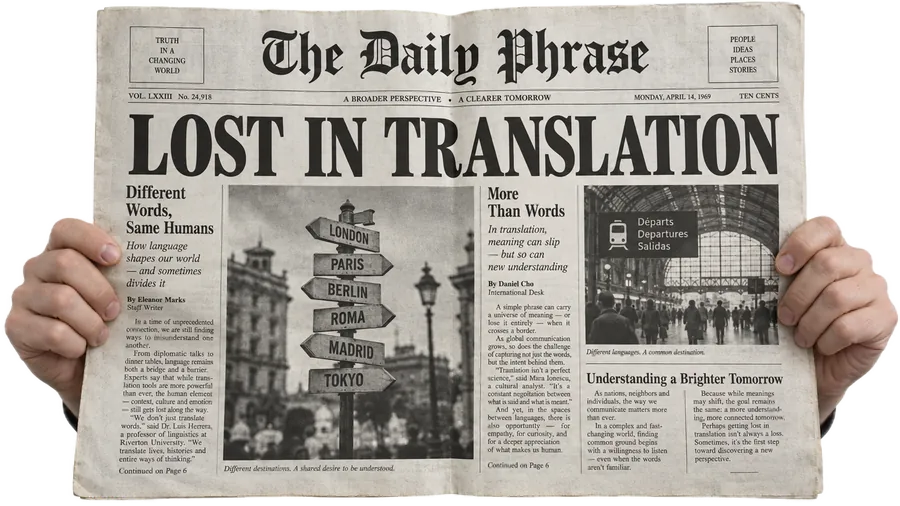 TRUTH
IN A
CHANGING
WORLD
The Daily Phrase
PEOPLE
IDEAS
PLACES
STORIES
VOL. LXXIII No. 24,918
A BROADER PERSPECTIVE • A CLEARER TOMORROW
MONDAY, APRIL 14, 1969
TEN CENTS
LOST IN TRANSLATION
Different
Words,
Same Humans
How language
shapes our world
— and sometimes
divides it
By Eleanor Marks
Staff Writer
In a time of unprecedented
connection, we are still finding
ways to misunderstand one
another.
From diplomatic talks to
dinner tables, language remains
both a bridge and a barrier.
Experts say that while trans-
lation tools are more powerful
than ever, the human element
— context, culture and emotion
— still gets lost along the way.
"We don't just translate
words," said Dr. Luis Herrera,
a professor of linguistics at
Riverton University. "We
translate lives, histories and
entire ways of thinking."
Continued on Page 6
LONDON
PARIS
BERLIN
ROMA
MADRID
TOKYO
Different destinations. A shared desire to be understood.
More
Than Words
In translation,
meaning can slip
— but so can
new understanding
By Daniel Cho
International Desk
A simple phrase can carry
a universe of meaning — or
lose it entirely — when it
crosses a border.
As global communication
grows, so does the challenge
of capturing not just the words,
but the intent behind them.
"Translation isn't a perfect
science," said Mira Ionescu,
a cultural analyst. "It's a
constant negotiation between
what is said and what is meant."
And yet, in the spaces
between languages, there is
also opportunity — for
empathy, for curiosity, and
for a deeper appreciation
of what makes us human.
Continued on Page 6
Départs
Departures
Salidas
Different languages. A common destination.
Understanding a Brighter Tomorrow
As nations, neighbors and
individuals, the way we
communicate matters more
than ever.
In a complex and fast-
changing world, finding
common ground begins
with a willingness to listen
— even when the words
aren't familiar.
Because while meanings
may shift, the goal remains
the same: a more understand-
ing, more connected tomorrow.
Perhaps getting lost in
translation isn't always a loss.
Sometimes, it's the first step
toward discovering a new
perspective.